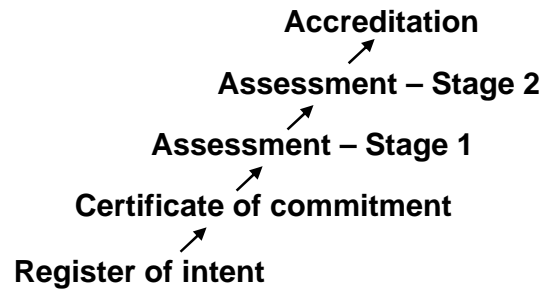 Accreditation
Assessment – Stage 2
Assessment – Stage 1
Certificate of commitment
Register of intent